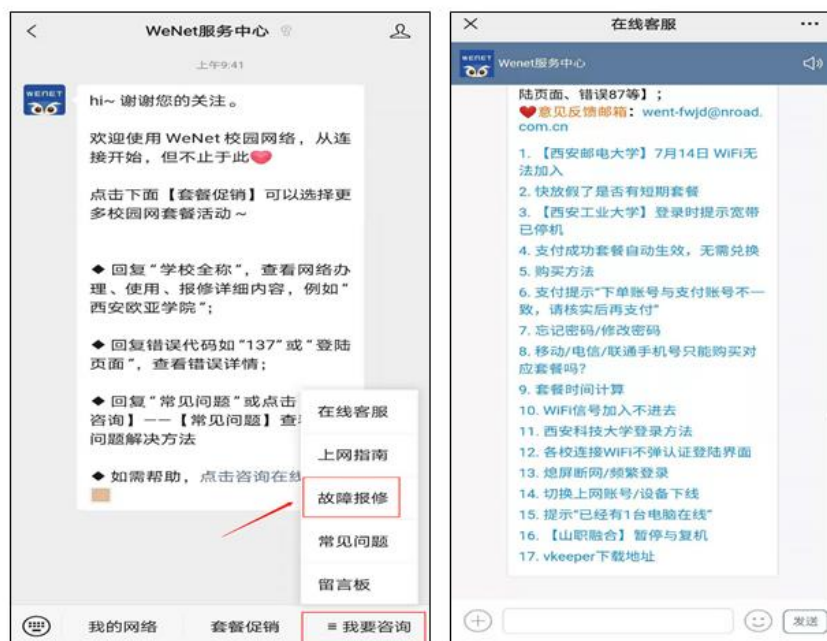 WeNet服务中心
上午9:41
WENET
hi~ 谢谢您的关注。
欢迎使用 WeNet 校园网络，从连
接开始，但不止于此
点击下面【套餐促销】可以选择更
多校园网套餐活动～
◆ 回复“学校全称”，查看网络办
理、使用、报修详细内容，例如“
西安欧亚学院”;
◆ 回复错误代码如“137”或“登陆
页面”，查看错误详情;
◆ 回复“常见问题”或点击
咨询】——【常见问题】查
问题解决方法
◆ 如需帮助，点击咨询在线
在线客服
上网指南
故障报修
常见问题
留言板
我的网络
套餐促销
≡ 我要咨询
在线客服
WENET
Wenet服务中心
陆页面、错误87等】;
意见反馈邮箱：went-fwjd@nroad.
com.cn
1. 【西安邮电大学】7月14日 WiFi无
法加入
2. 快放假了是否有短期套餐
3. 【西安工业大学】登录时提示宽带
已停机
4. 支付成功套餐自动生效，无需兑换
5. 购买方法
6. 支付提示“下单账号与支付账号不一
致，请核实后再支付”
7. 忘记密码/修改密码
8. 移动/电信/联通手机号只能购买对
应套餐吗?
9. 套餐时间计算
10. WiFi信号加入不进去
11. 西安科技大学登录方法
12. 各校连接WiFi不弹认证登陆界面
13. 熄屏断网/频繁登录
14. 切换上网账号/设备下线
15. 提示“已经有1台电脑在线”
16. 【山职融合】暂停与复机
17. vkeeper下载地址
发送